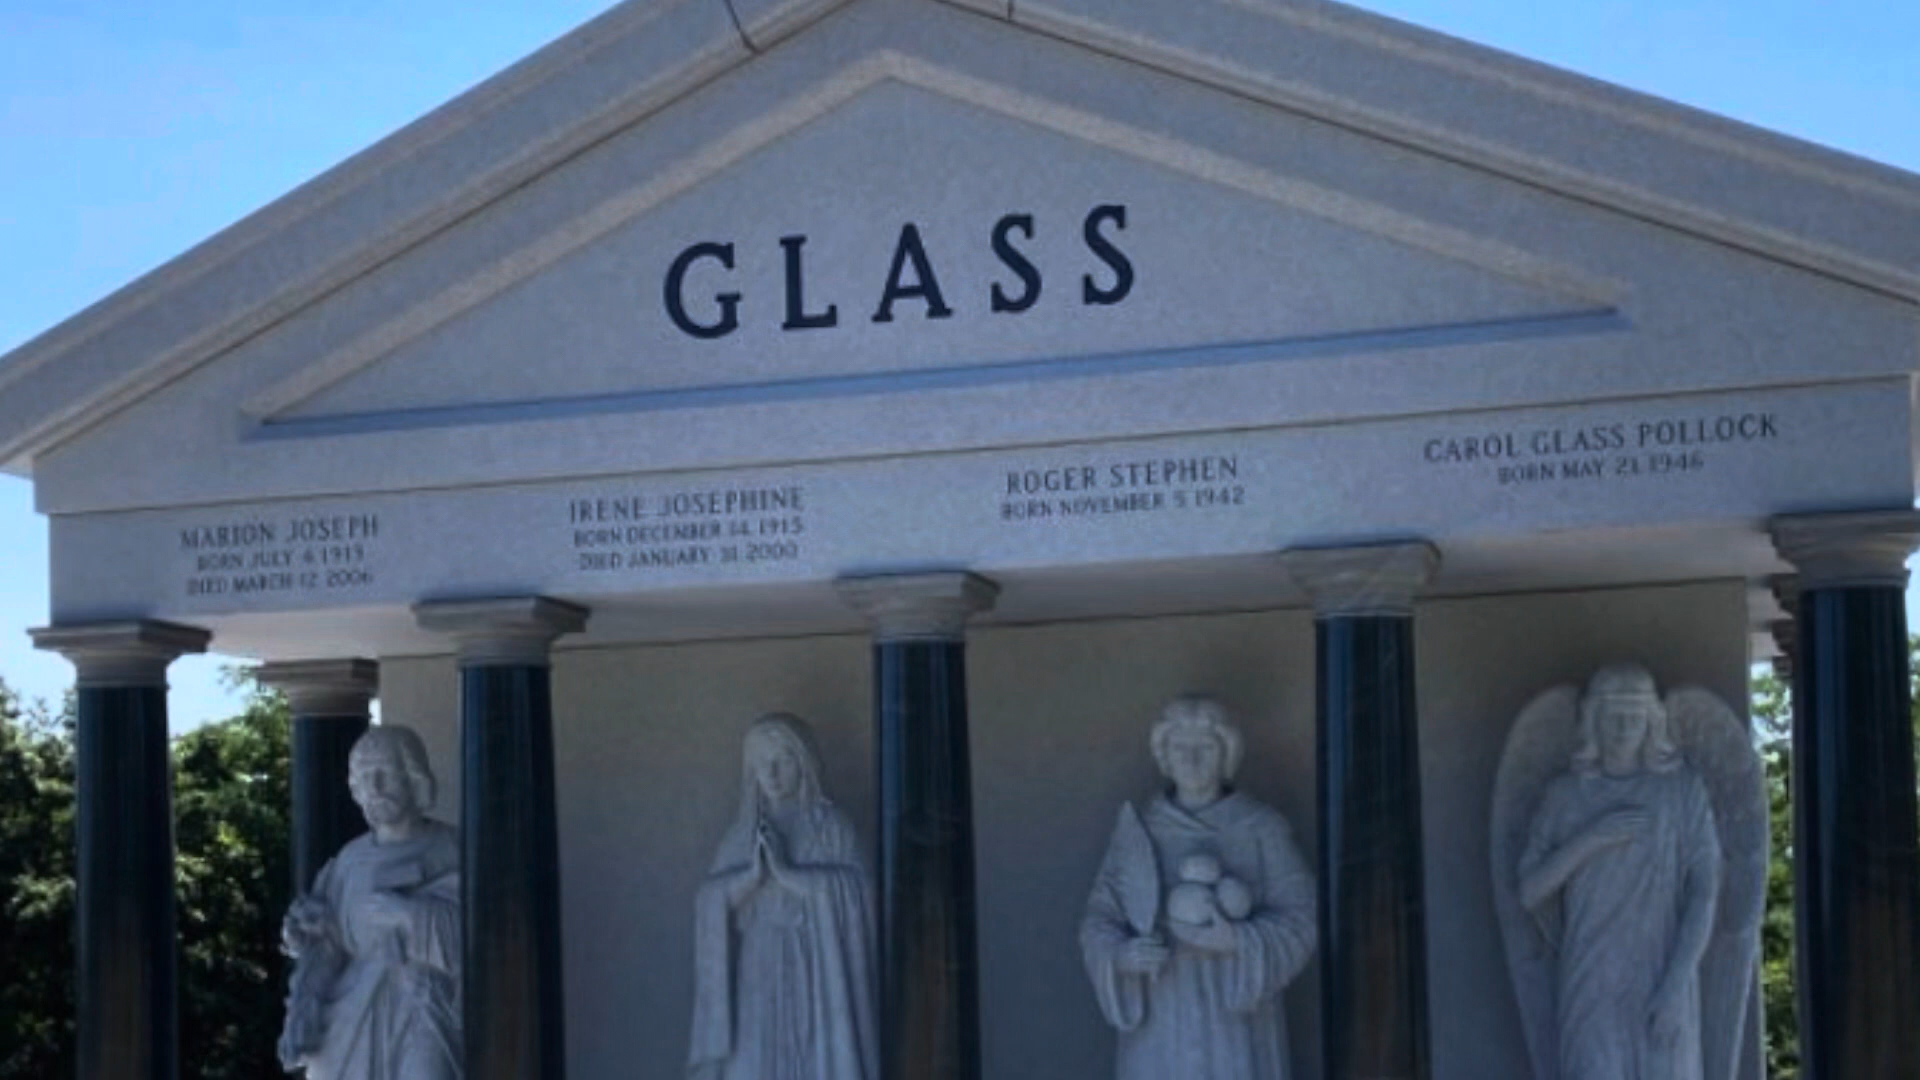 GLASS
MARION JOSEPH
BORN JULY 4 1913
DIED MARCH 12 2006
IRENE JOSEPHINE
BORN DECEMBER 14 1915
DIED JANUARY 31 2000
ROGER STEPHEN
BORN NOVEMBER 5 1942
CAROL GLASS POLLOCK
BORN MAY 21 1946